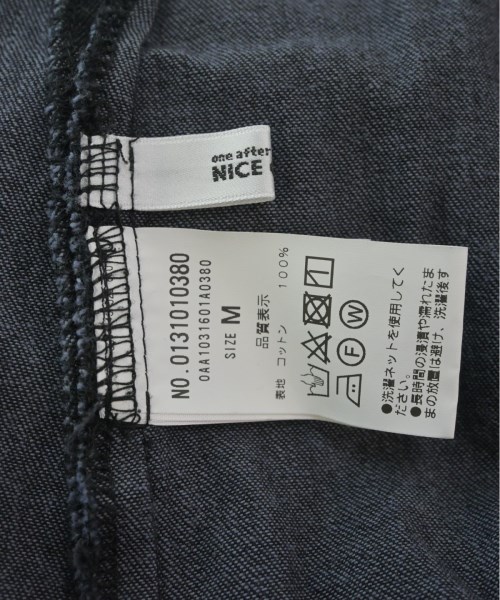 one after
NICE
NO.0131010380
0AA1031601A0380
SIZE M
品質表示
表地 コットン 100%
F W
●洗濯ネットを使用してく
ださい。
●長時間の浸漬や濡れたま
まの放置は避け、洗濯後す